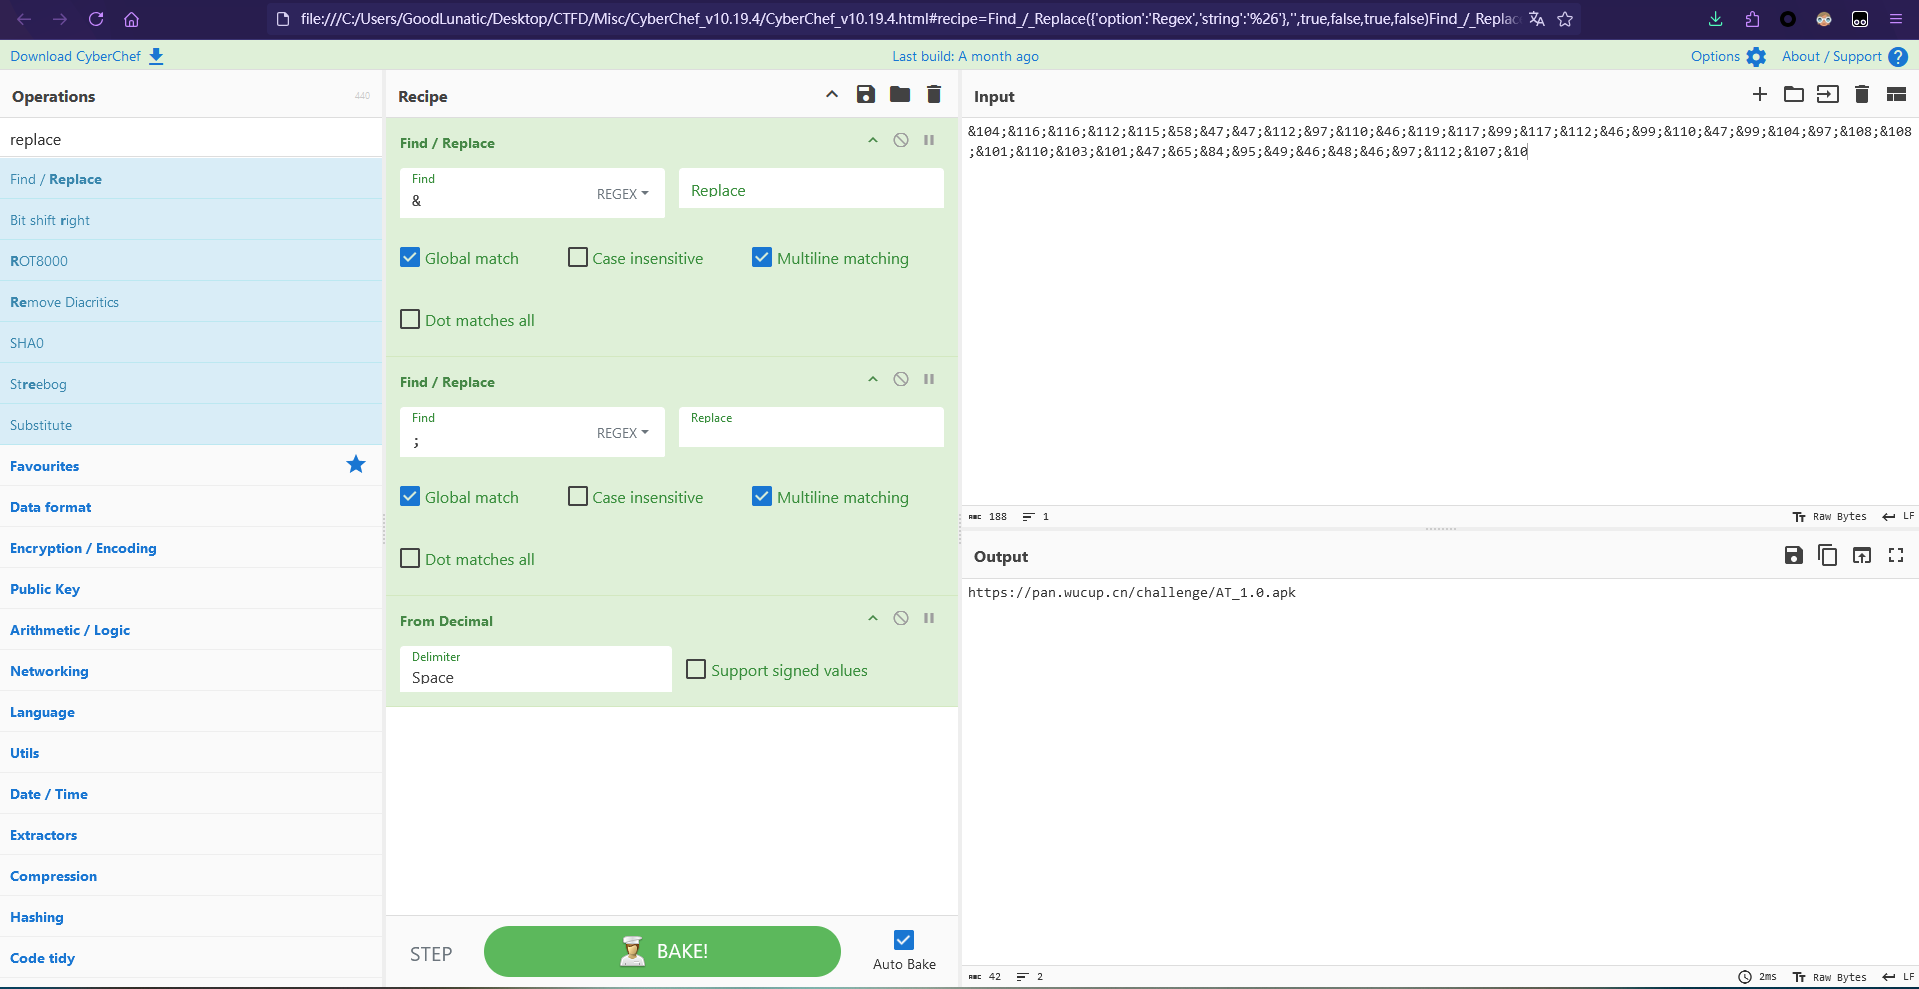 file:///C:/Users/GoodLunatic/Desktop/CTFD/Misc/CyberChef_v10.19.4/CyberChef_v10.19.4.html#recipe=Find_/_Replace({'option':'Regex','string':'%26'},'',true,false,true,false)Find_/_Replac
Download CyberChef
Last build: A month ago
Options
About / Support
Operations
440
replace
Find / Replace
Bit shift right
ROT8000
Remove Diacritics
SHA0
Streebog
Substitute
Favourites
Data format
Encryption / Encoding
Public Key
Arithmetic / Logic
Networking
Language
Utils
Date / Time
Extractors
Compression
Hashing
Code tidy
Recipe
Find / Replace
Find
&
REGEX
Replace
Global match
Case insensitive
Multiline matching
Dot matches all
Find / Replace
Find
;
REGEX
Replace
Global match
Case insensitive
Multiline matching
Dot matches all
From Decimal
Delimiter
Space
Support signed values
STEP
BAKE!
Auto Bake
Input
&104;&116;&116;&112;&115;&58;&47;&47;&112;&97;&110;&46;&119;&117;&99;&117;&112;&46;&99;&110;&47;&99;&104;&97;&108;&108
;&101;&110;&103;&101;&47;&65;&84;&95;&49;&46;&48;&46;&97;&112;&107;&10
ABC 188 1
Raw Bytes LF
Output
https://pan.wucup.cn/challenge/AT_1.0.apk
ABC 42 2
2ms Raw Bytes LF